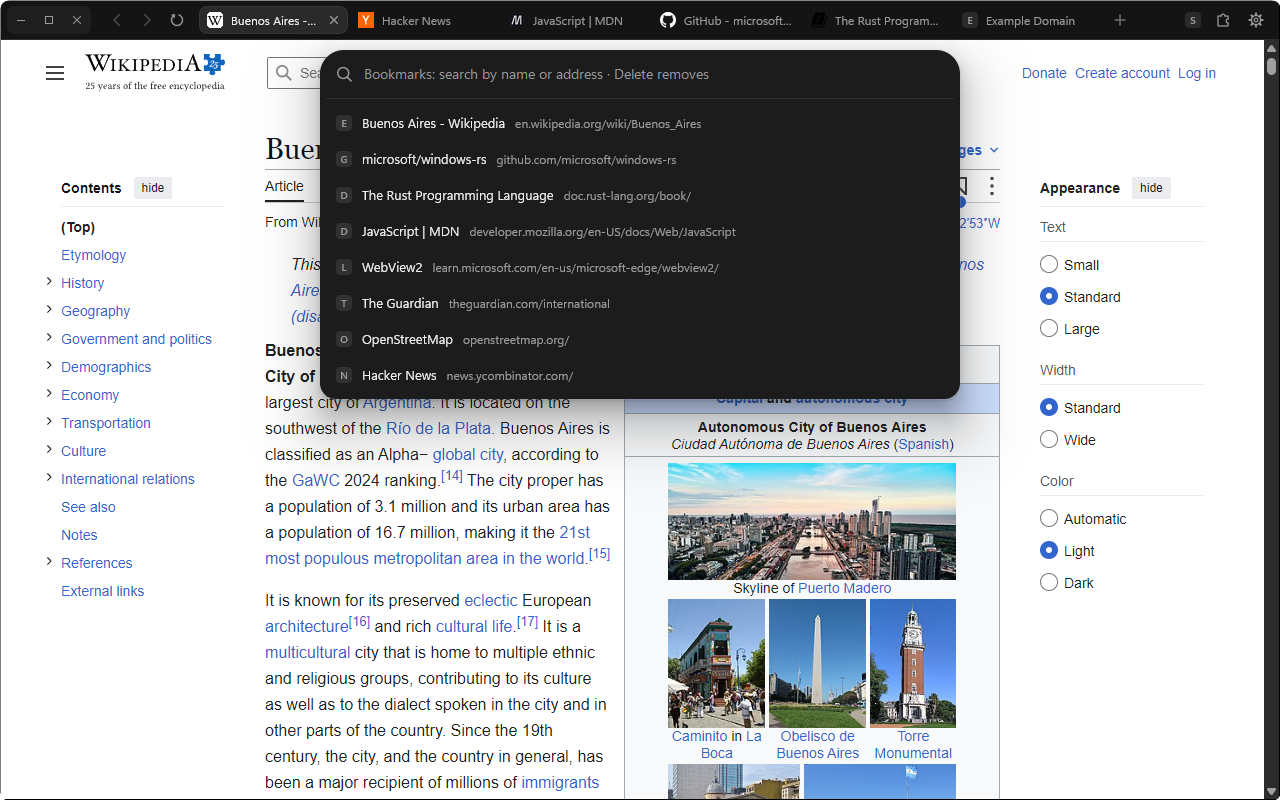 Buenos Aires -...
Hacker News
JavaScript | MDN
GitHub - microsoft...
The Rust Program...
E Example Domain
S
WIKIPEDIA 25
25 years of the free encyclopedia
Sea
Donate Create account Log in
Bookmarks: search by name or address · Delete removes
E Buenos Aires - Wikipedia en.wikipedia.org/wiki/Buenos_Aires
G microsoft/windows-rs github.com/microsoft/windows-rs
D The Rust Programming Language doc.rust-lang.org/book/
D JavaScript | MDN developer.mozilla.org/en-US/docs/Web/JavaScript
L WebView2 learn.microsoft.com/en-us/microsoft-edge/webview2/
T The Guardian theguardian.com/international
O OpenStreetMap openstreetmap.org/
N Hacker News news.ycombinator.com/
Contents hide
(Top)
Etymology
History
Geography
Government and politics
Demographics
Economy
Transportation
Culture
International relations
See also
Notes
References
External links
Buen
ges
Article
From Wi
2′53″W
This
nos
Aire
(disa
Buenos
City of
largest city of Argentina. It is located on the
southwest of the Río de la Plata. Buenos Aires is
classified as an Alpha− global city, according to
the GaWC 2024 ranking.[14] The city proper has
a population of 3.1 million and its urban area has
a population of 16.7 million, making it the 21st
most populous metropolitan area in the world.[15]
It is known for its preserved eclectic European
architecture[16] and rich cultural life.[17] It is a
multicultural city that is home to multiple ethnic
and religious groups, contributing to its culture
as well as to the dialect spoken in the city and in
other parts of the country. Since the 19th
century, the city, and the country in general, has
been a major recipient of millions of immigrants
Capital and autonomous city
Autonomous City of Buenos Aires
Ciudad Autónoma de Buenos Aires (Spanish)
Skyline of Puerto Madero
Caminito in La
Boca
Obelisco de
Buenos Aires
Torre
Monumental
Appearance hide
Text
Small
Standard
Large
Width
Standard
Wide
Color
Automatic
Light
Dark